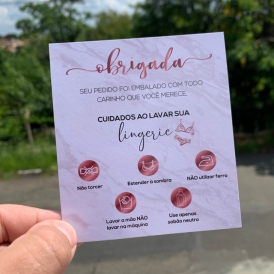 obrigada
SEU PEDIDO FOI EMBALADO COM TODO
CARINHO QUE VOCÊ MERECE.
CUIDADOS AO LAVAR SUA
lingerie
Não torcer
Estender a sombra
NÃO utilizar ferro
Lavar a mão NÃO
lavar na máquina
Use apenas
sabão neutro